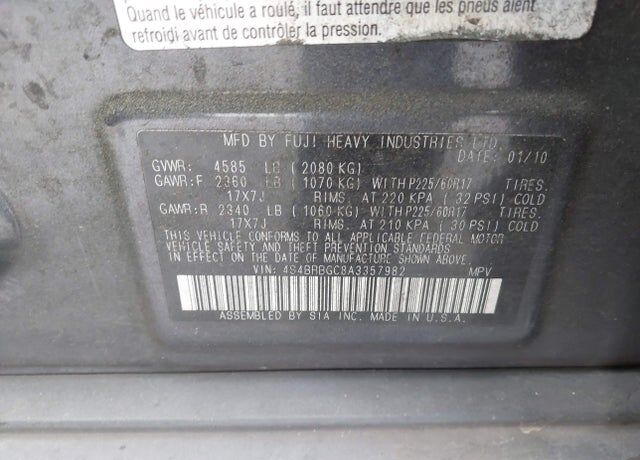 Quand le véhicule a roulé, il faut attendre que les pneus aient
refroidi avant de contrôler la pression.
MFD BY FUJI HEAVY INDUSTRIES LTD.
DATE: 01/10
GVWR: 4585 LB ( 2080 KG)
GAWR:F 2360 LB ( 1070 KG) WITH P225/60R17 TIRES.
17X7J RIMS. AT 220 KPA ( 32 PSI) COLD
GAWR:R 2340 LB ( 1060 KG) WITH P225/60R17 TIRES.
17X7J RIMS. AT 210 KPA ( 30 PSI) COLD
THIS VEHICLE CONFORMS TO ALL APPLICABLE FEDERAL MOTOR
VEHICLE SAFETY AND THEFT PREVENTION STANDARDS
IN EFFECT ON THE DATE OF MANUFACTURE SHOWN ABOVE.
VIN: 4S4BRBGC8A3357982 MPV
ASSEMBLED BY SIA INC. MADE IN U.S.A.